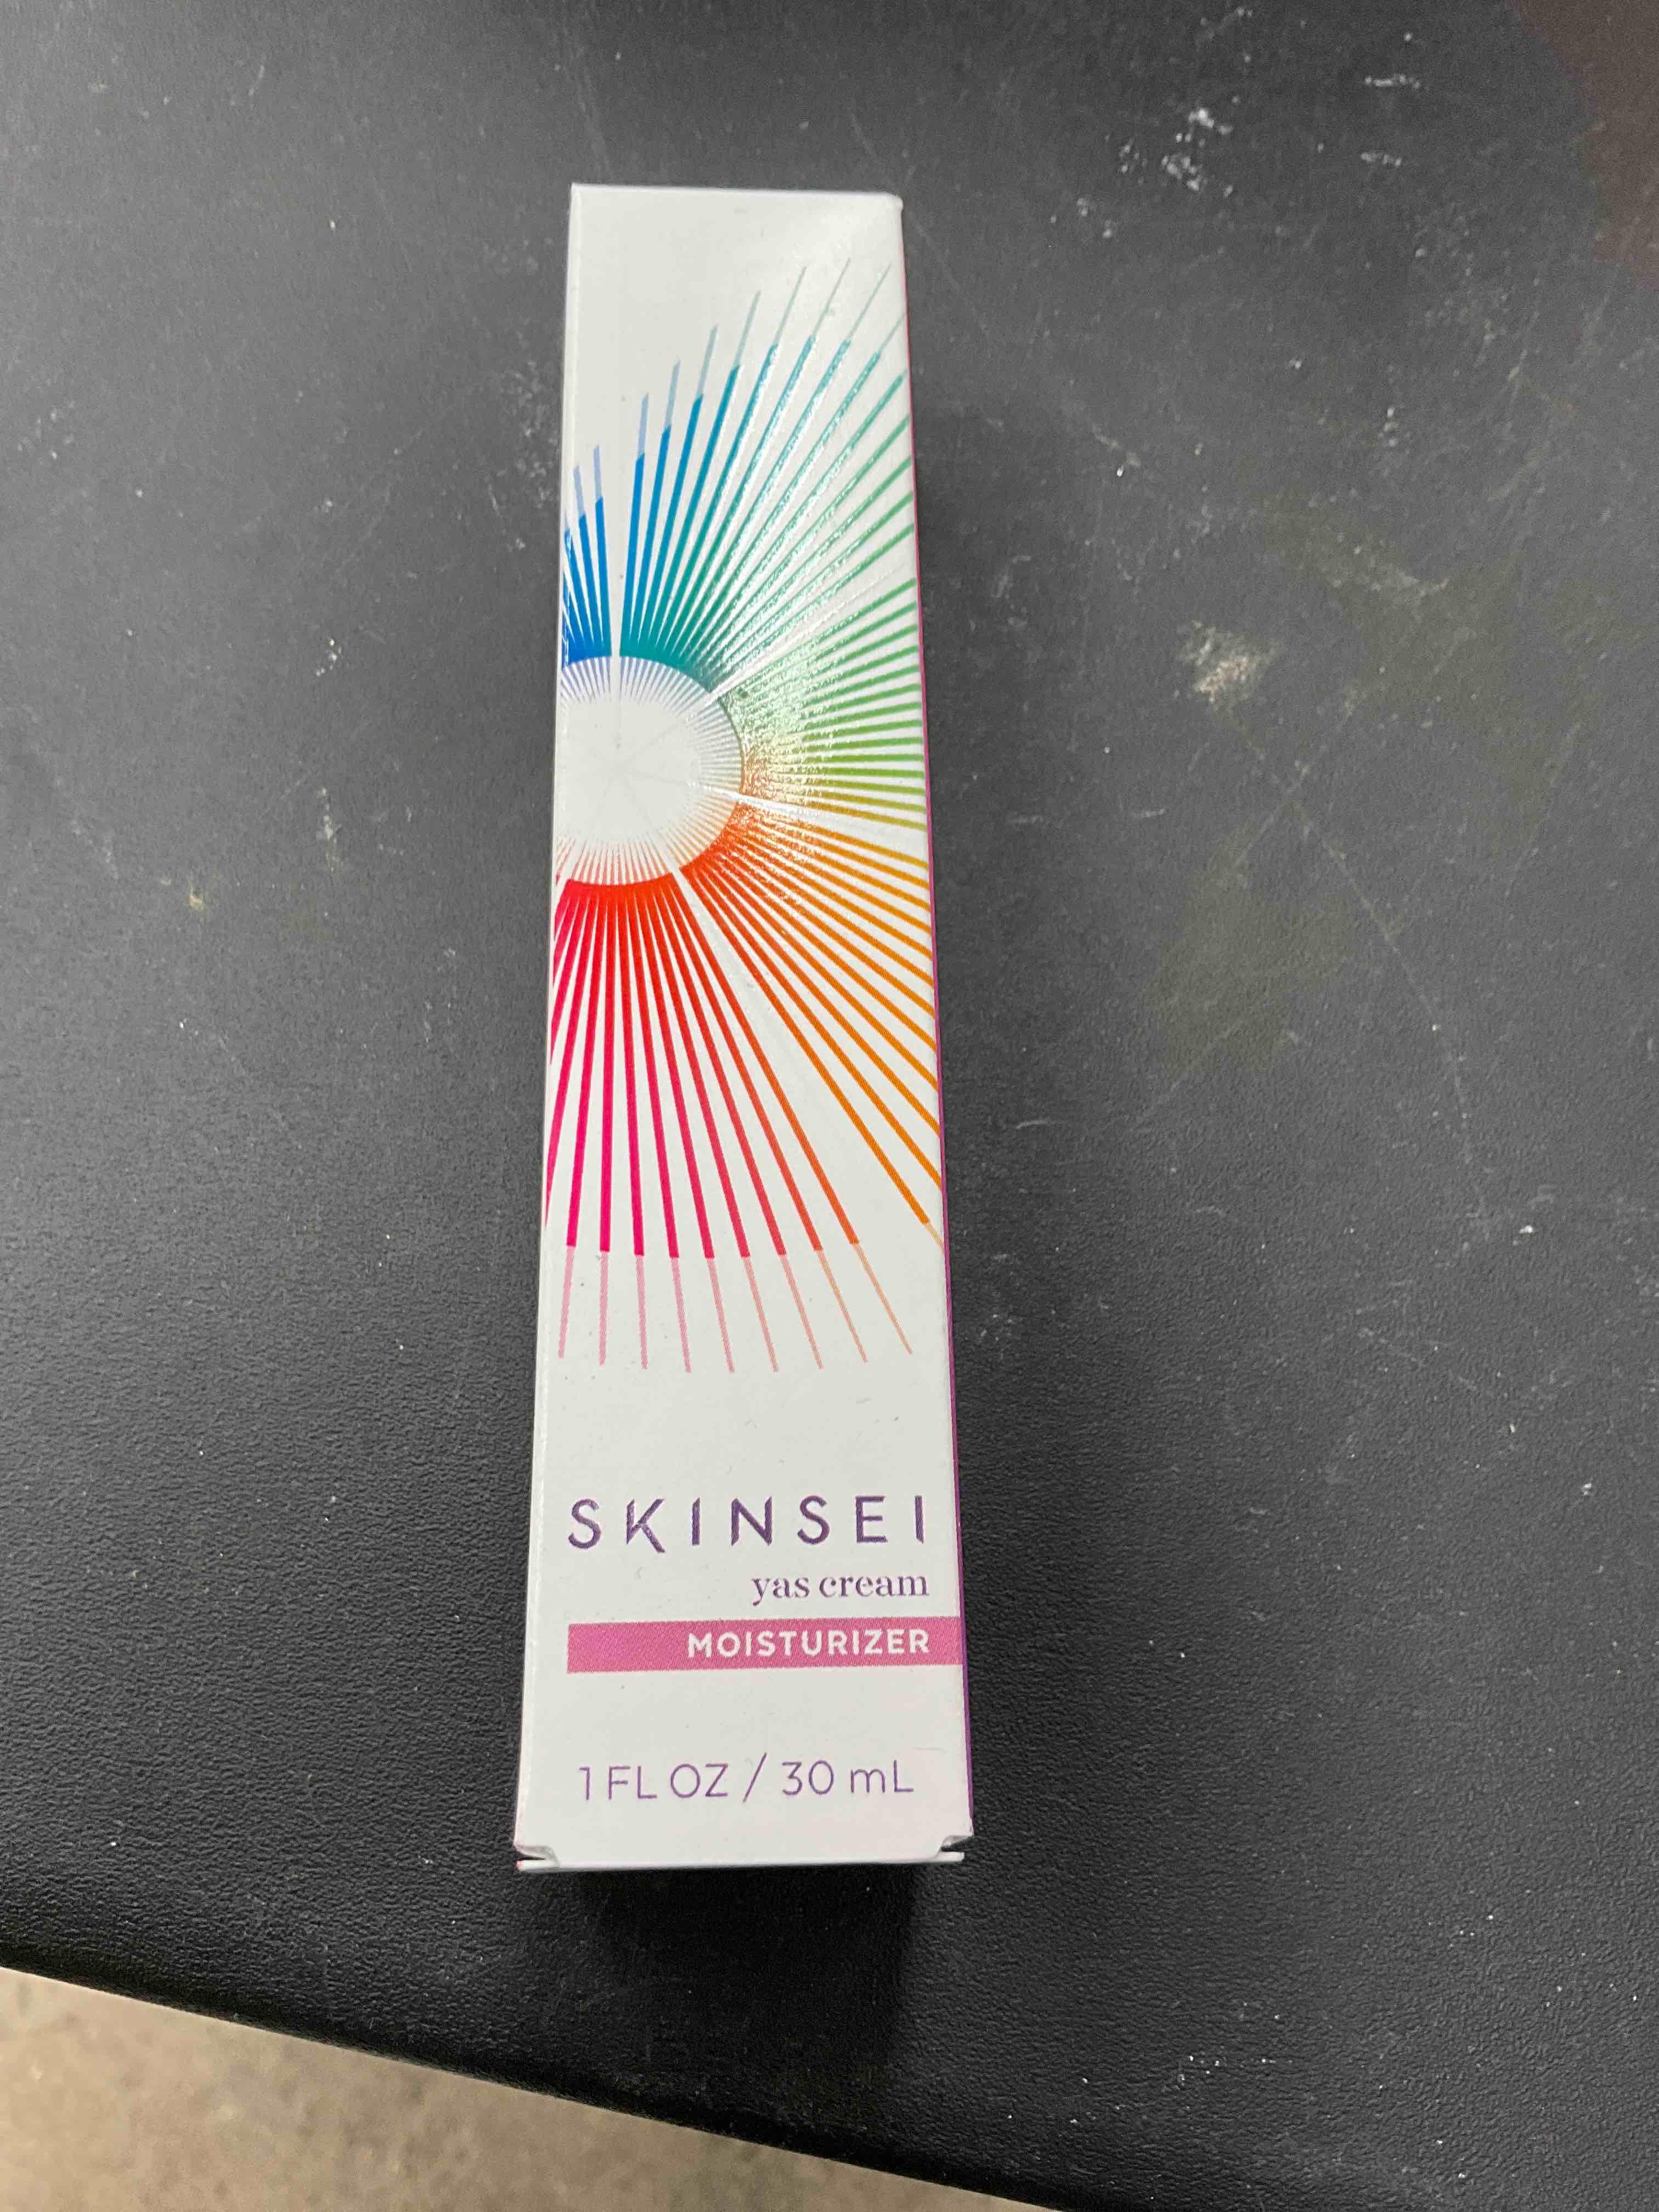 SKINSEI
yas cream
MOISTURIZER
1 FL OZ / 30 mL